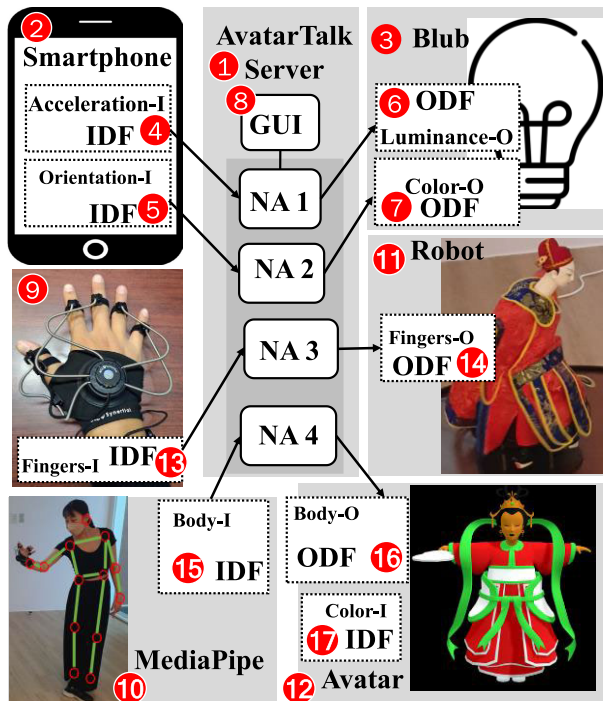 2
Smartphone
Acceleration-I
IDF 4
Orientation-I
IDF 5
AvatarTalk
1 Server
8
GUI
NA 1
NA 2
NA 3
NA 4
3 Blub
6 ODF
Luminance-O
Color-O
7 ODF
11 Robot
Fingers-O
ODF 14
9
Synertial
Fingers-I IDF 13
10
MediaPipe
Body-I
15 IDF
Body-O
ODF 16
Color-I
17 IDF
12 Avatar